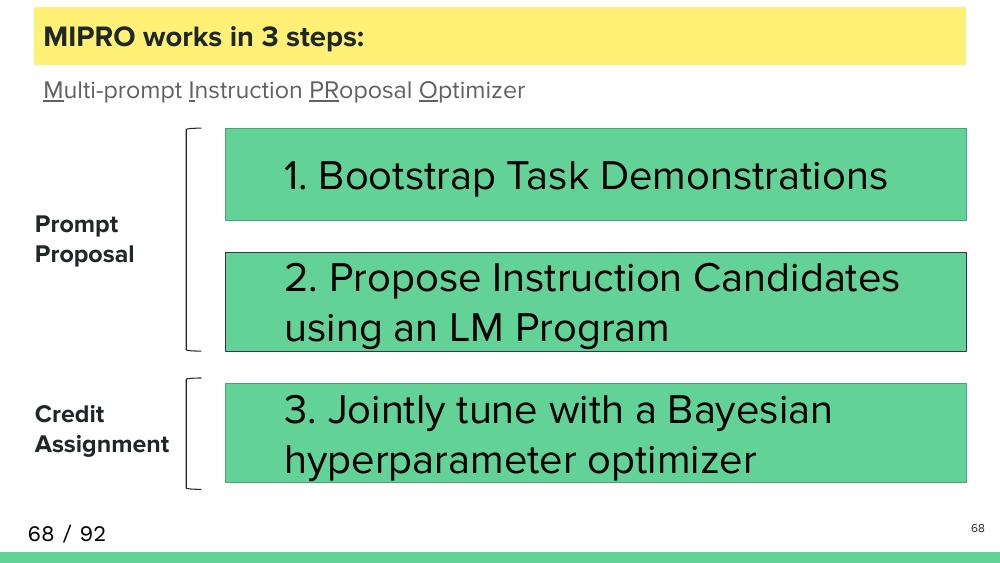 MIPRO works in 3 steps:
Multi-prompt Instruction PRoposal Optimizer
Prompt
Proposal
1. Bootstrap Task Demonstrations
2. Propose Instruction Candidates
using an LM Program
Credit
Assignment
3. Jointly tune with a Bayesian
hyperparameter optimizer
68 / 92
68